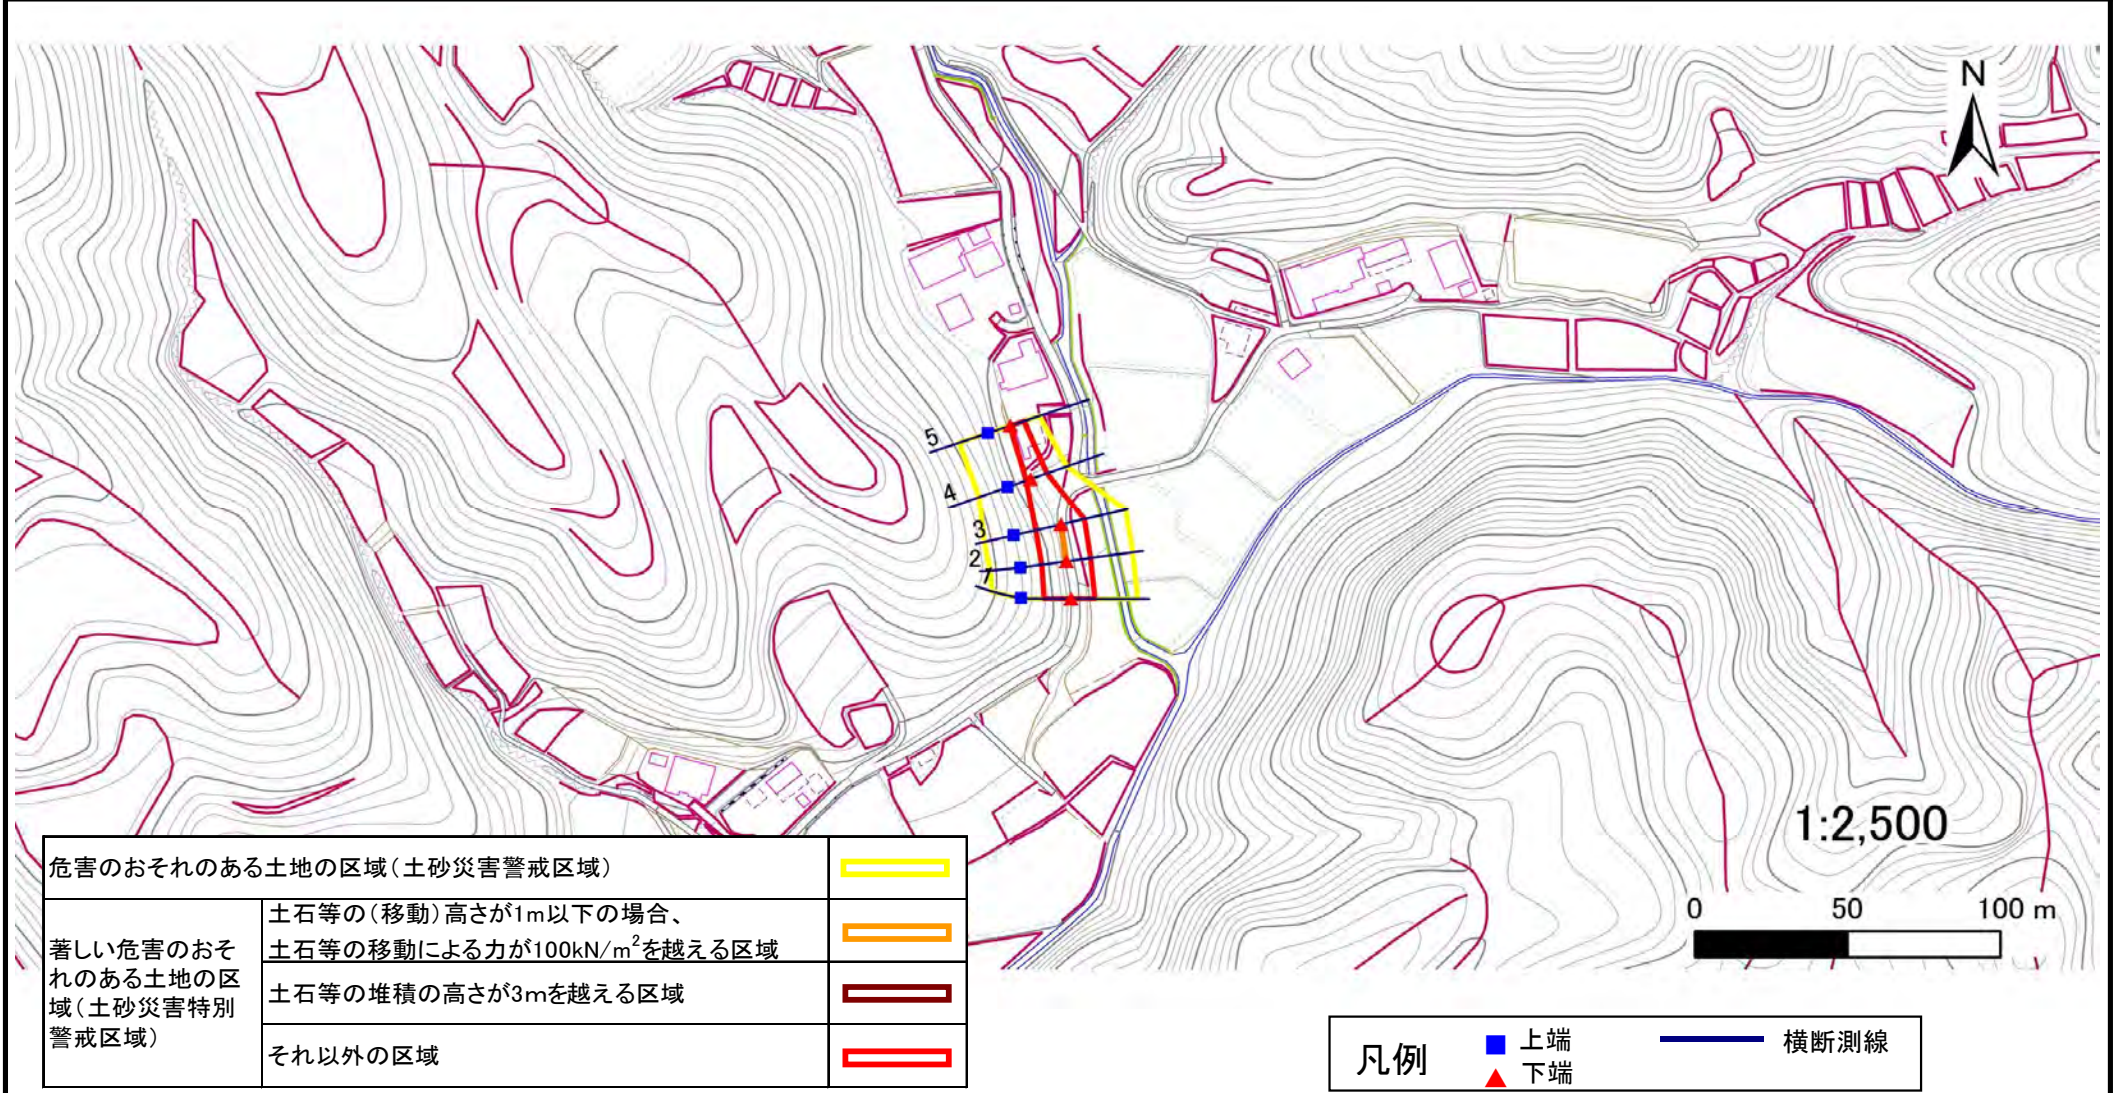 N
5
4
3
2
1
1:2,500
0 50 100 m
危害のおそれのある土地の区域(土砂災害警戒区域)
著しい危害のおそ
れのある土地の区
域(土砂災害特別
警戒区域)
土石等の(移動)高さが1m以下の場合、
土石等の移動による力が100kN/m²を越える区域
土石等の堆積の高さが3mを越える区域
それ以外の区域
凡例
上端
下端
横断測線